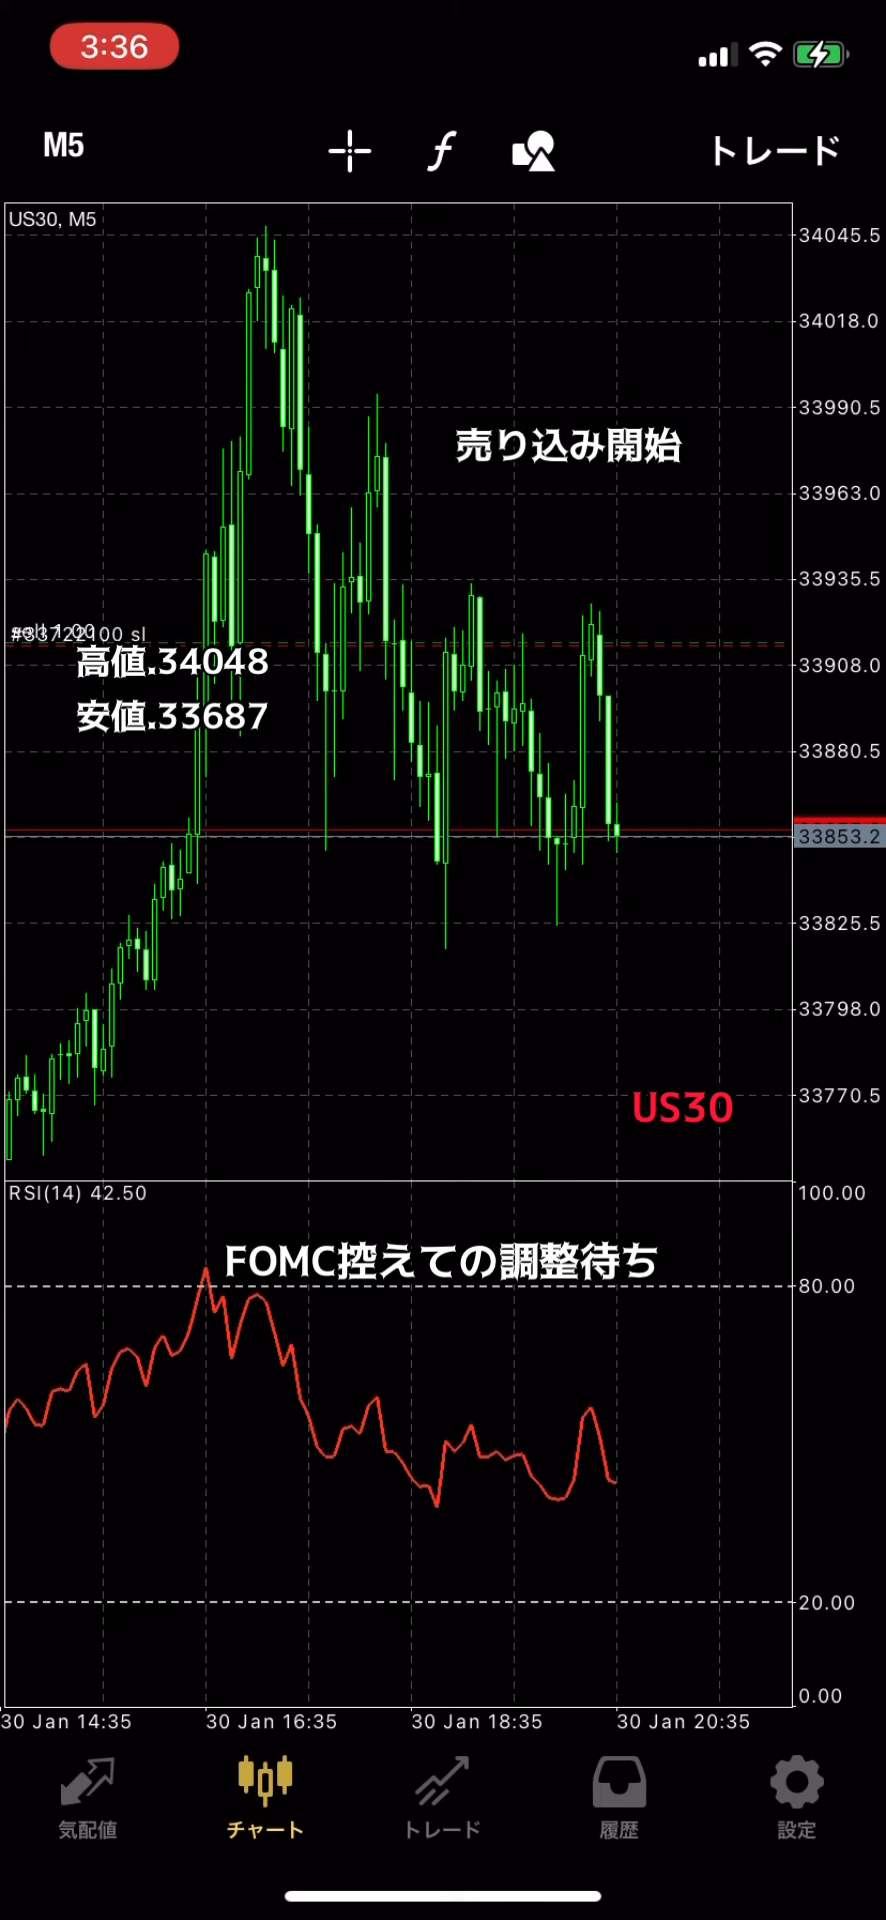 3:36
M5
トレード
US30, M5
34045.5
34018.0
33990.5
売り込み開始
33963.0
33935.5
#33722100 sl
高値.34048
33908.0
安値.33687
33880.5
33853.2
33825.5
33798.0
33770.5
US30
RSI(14) 42.50
100.00
FOMC控えての調整待ち
80.00
20.00
0.00
30 Jan 14:35
30 Jan 16:35
30 Jan 18:35
30 Jan 20:35
気配値
チャート
トレード
履歴
設定